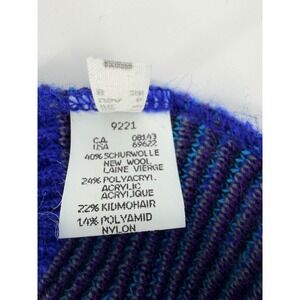 9221
CA 08143
USA 69622
40% SCHURWOLLE
NEW WOOL
LAINE VIERGE
24% POLYACRYL
ACRYLIC
ACRYLIQUE
22% KIDMOHAIR
14% POLYAMID
NYLON